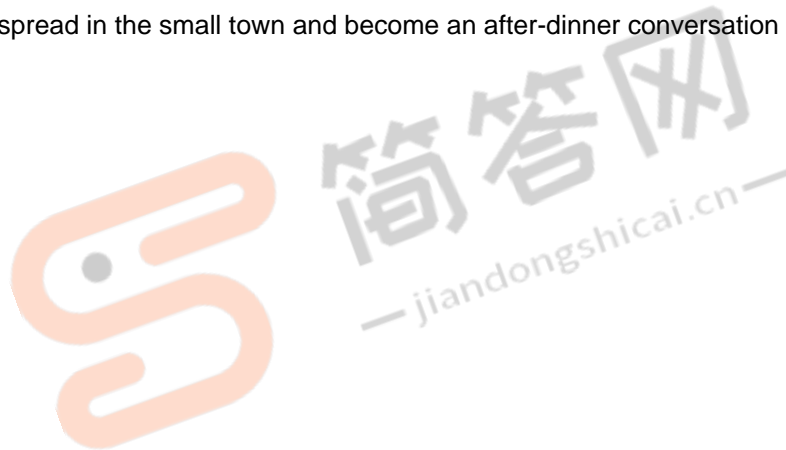 spread in the small town and become an after-dinner conversation
简答网
jiandongshicai.cn